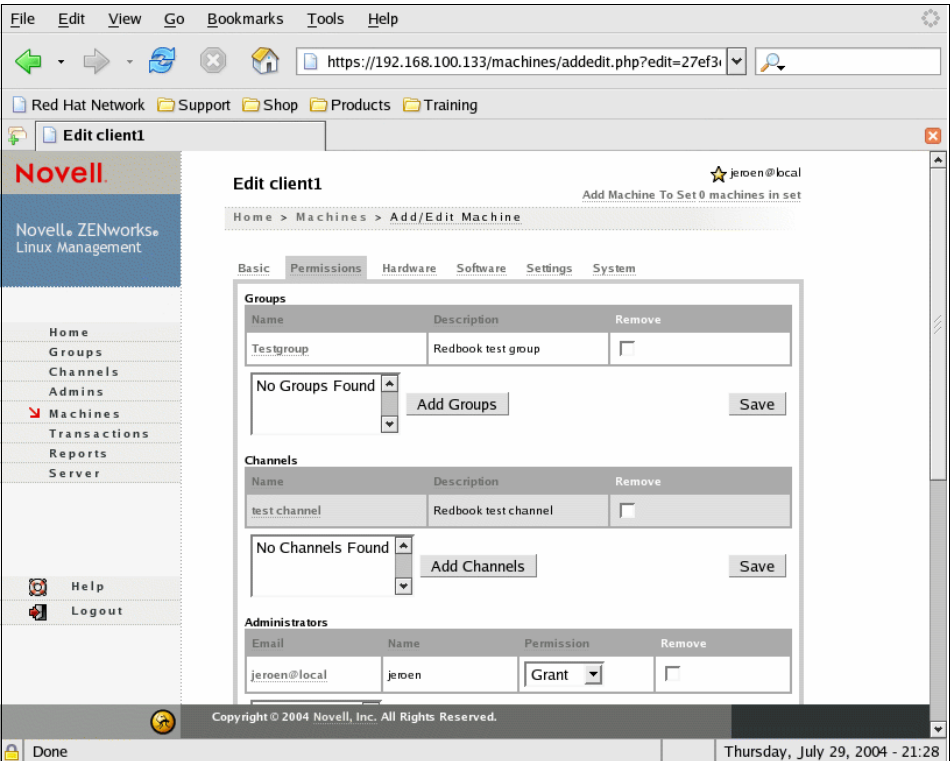 File Edit View Go Bookmarks Tools Help
https://192.168.100.133/machines/addedit.php?edit=27ef3
Red Hat Network Support Shop Products Training
Edit client1
Novell.
Edit client1
jeroen@local
Add Machine To Set 0 machines in set
Home > Machines > Add/Edit Machine
Novell® ZENworks®
Linux Management
Basic Permissions Hardware Software Settings System
Home
Groups
Channels
Admins
Machines
Transactions
Reports
Server
Help
Logout
Groups
Name Description Remove
Testgroup Redbook test group
No Groups Found Add Groups Save
Channels
Name Description Remove
test channel Redbook test channel
No Channels Found Add Channels Save
Administrators
Email Name Permission Remove
jeroen@local jeroen Grant
Copyright © 2004 Novell, Inc. All Rights Reserved.
Done Thursday, July 29, 2004 - 21:28